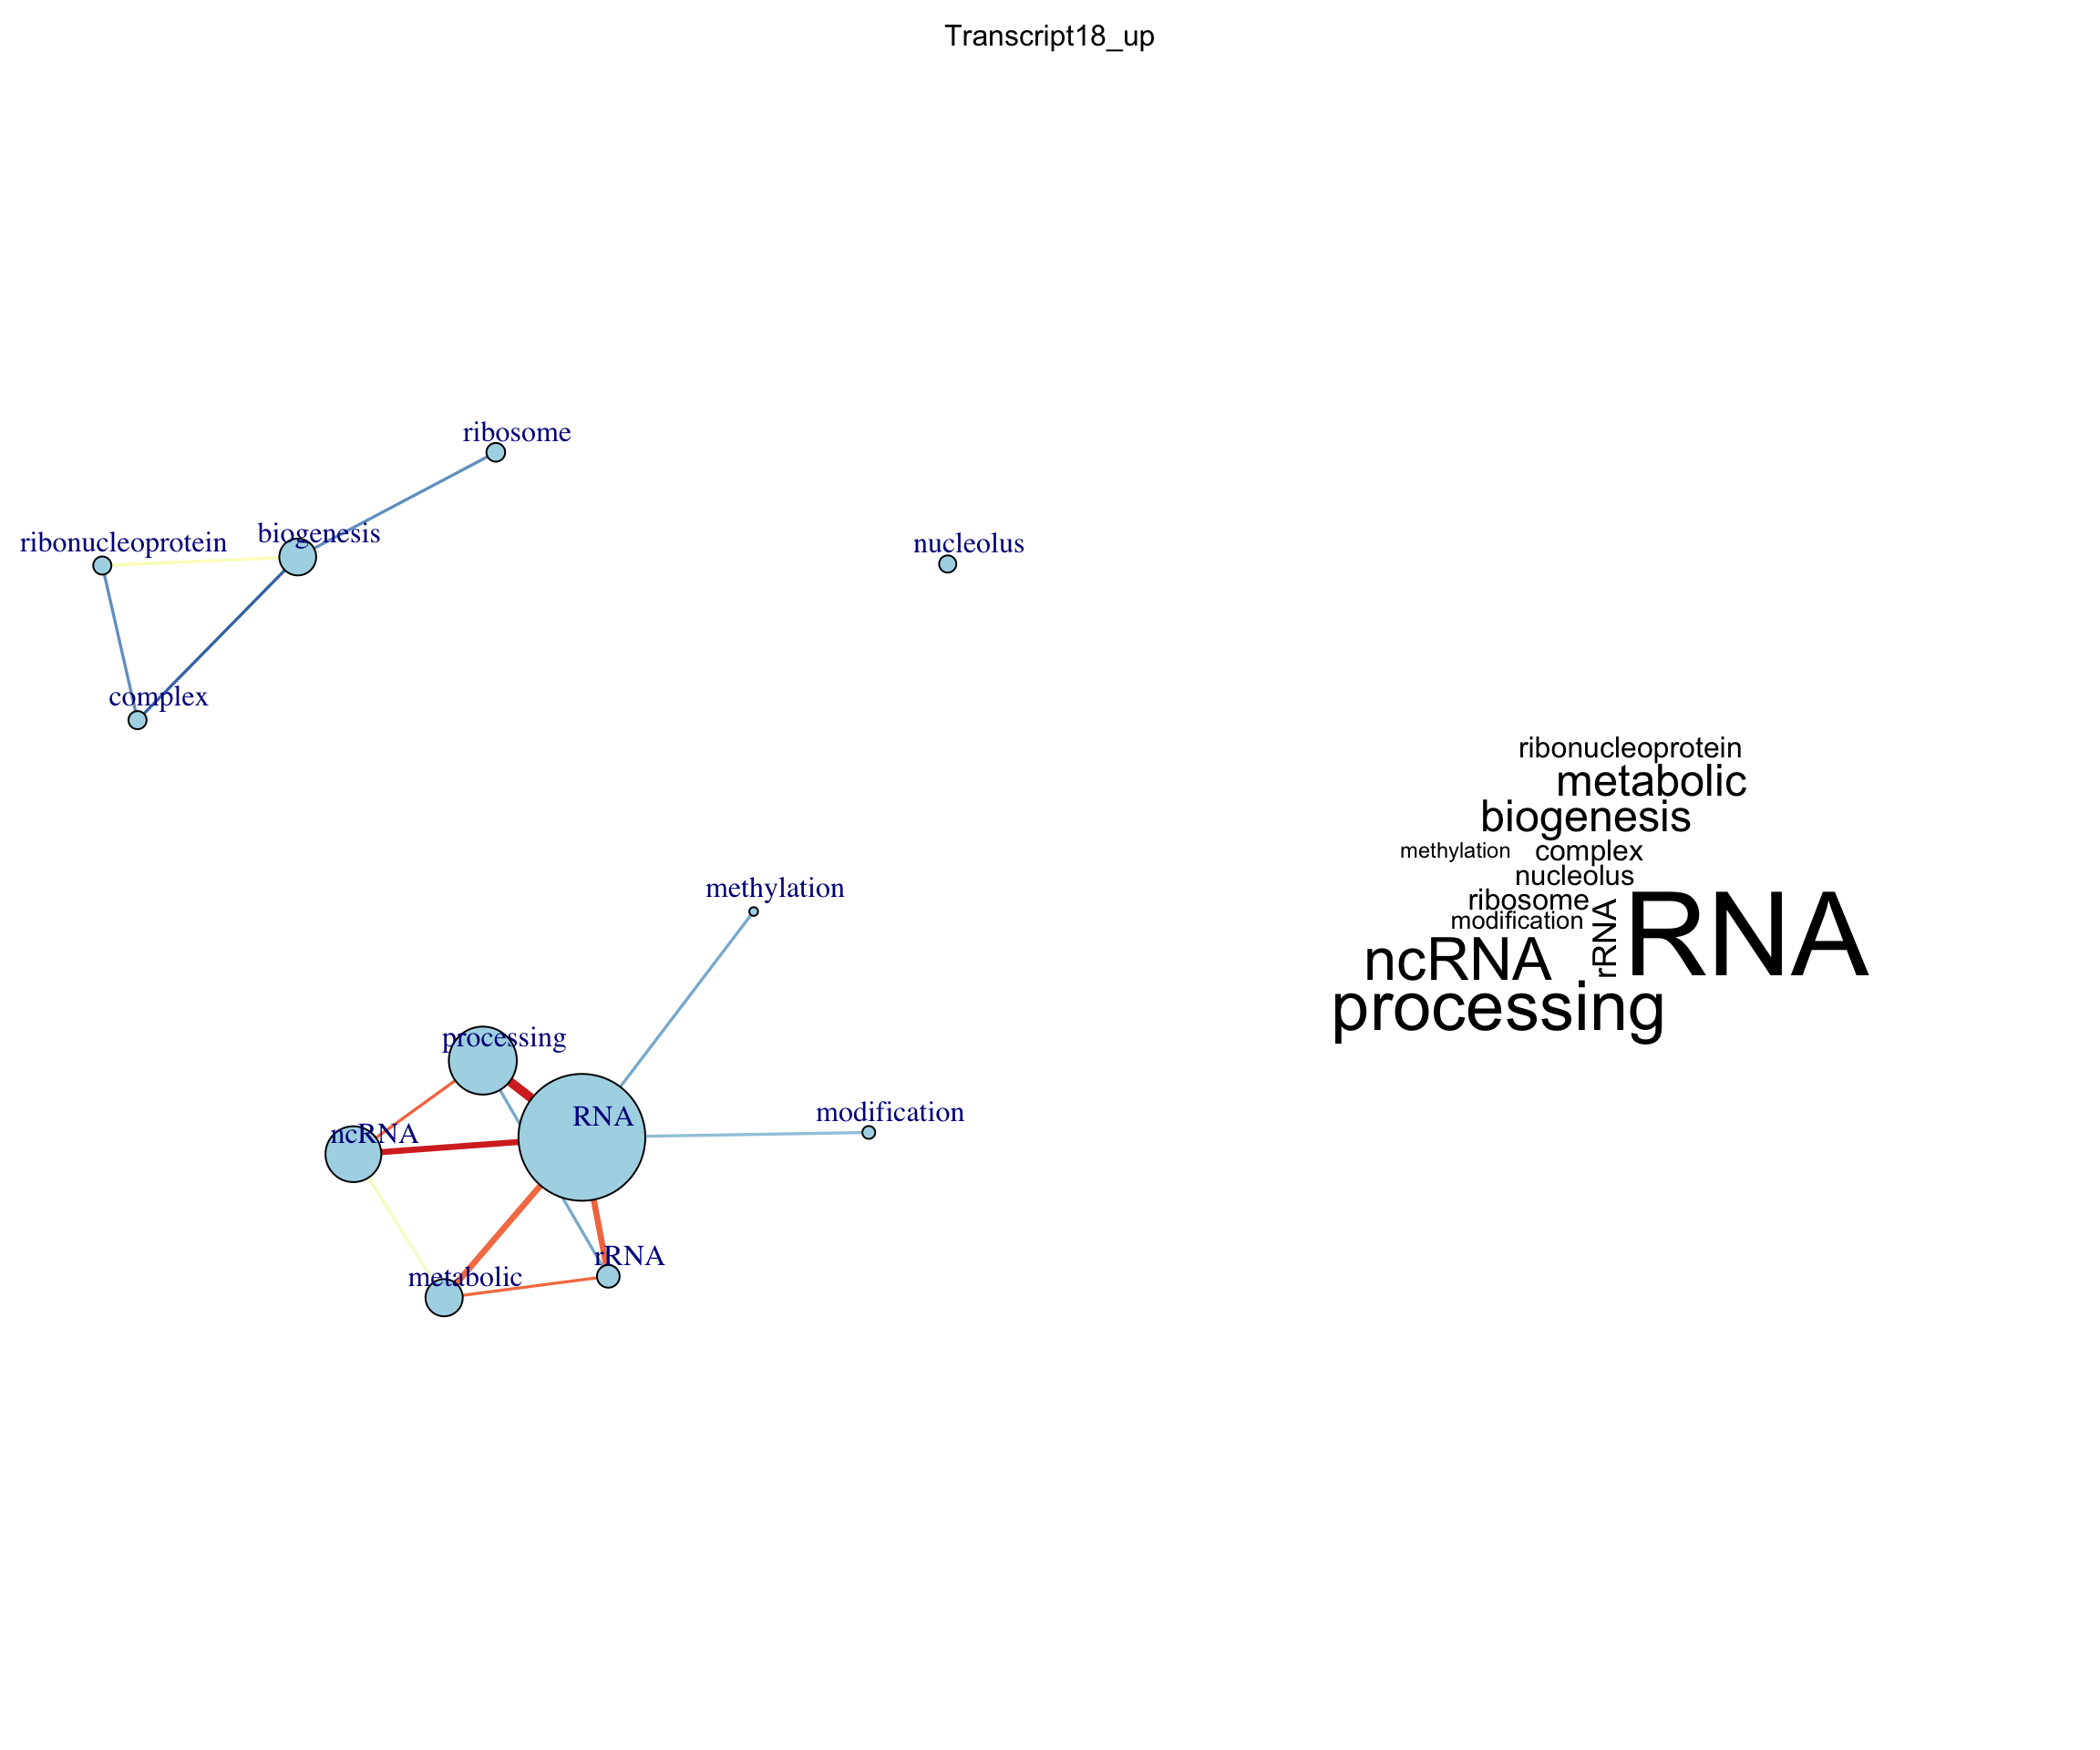 Transcript18_up
ribosome
biogenesis
ribonucleoprotein
nucleolus
complex
methylation
processing
RNA
modification
ncRNA
rRNA
metabolic
ribonucleoprotein
metabolic
biogenesis
methylation complex
nucleolus
ribosome
modification
rRNA
RNA
ncRNA
processing